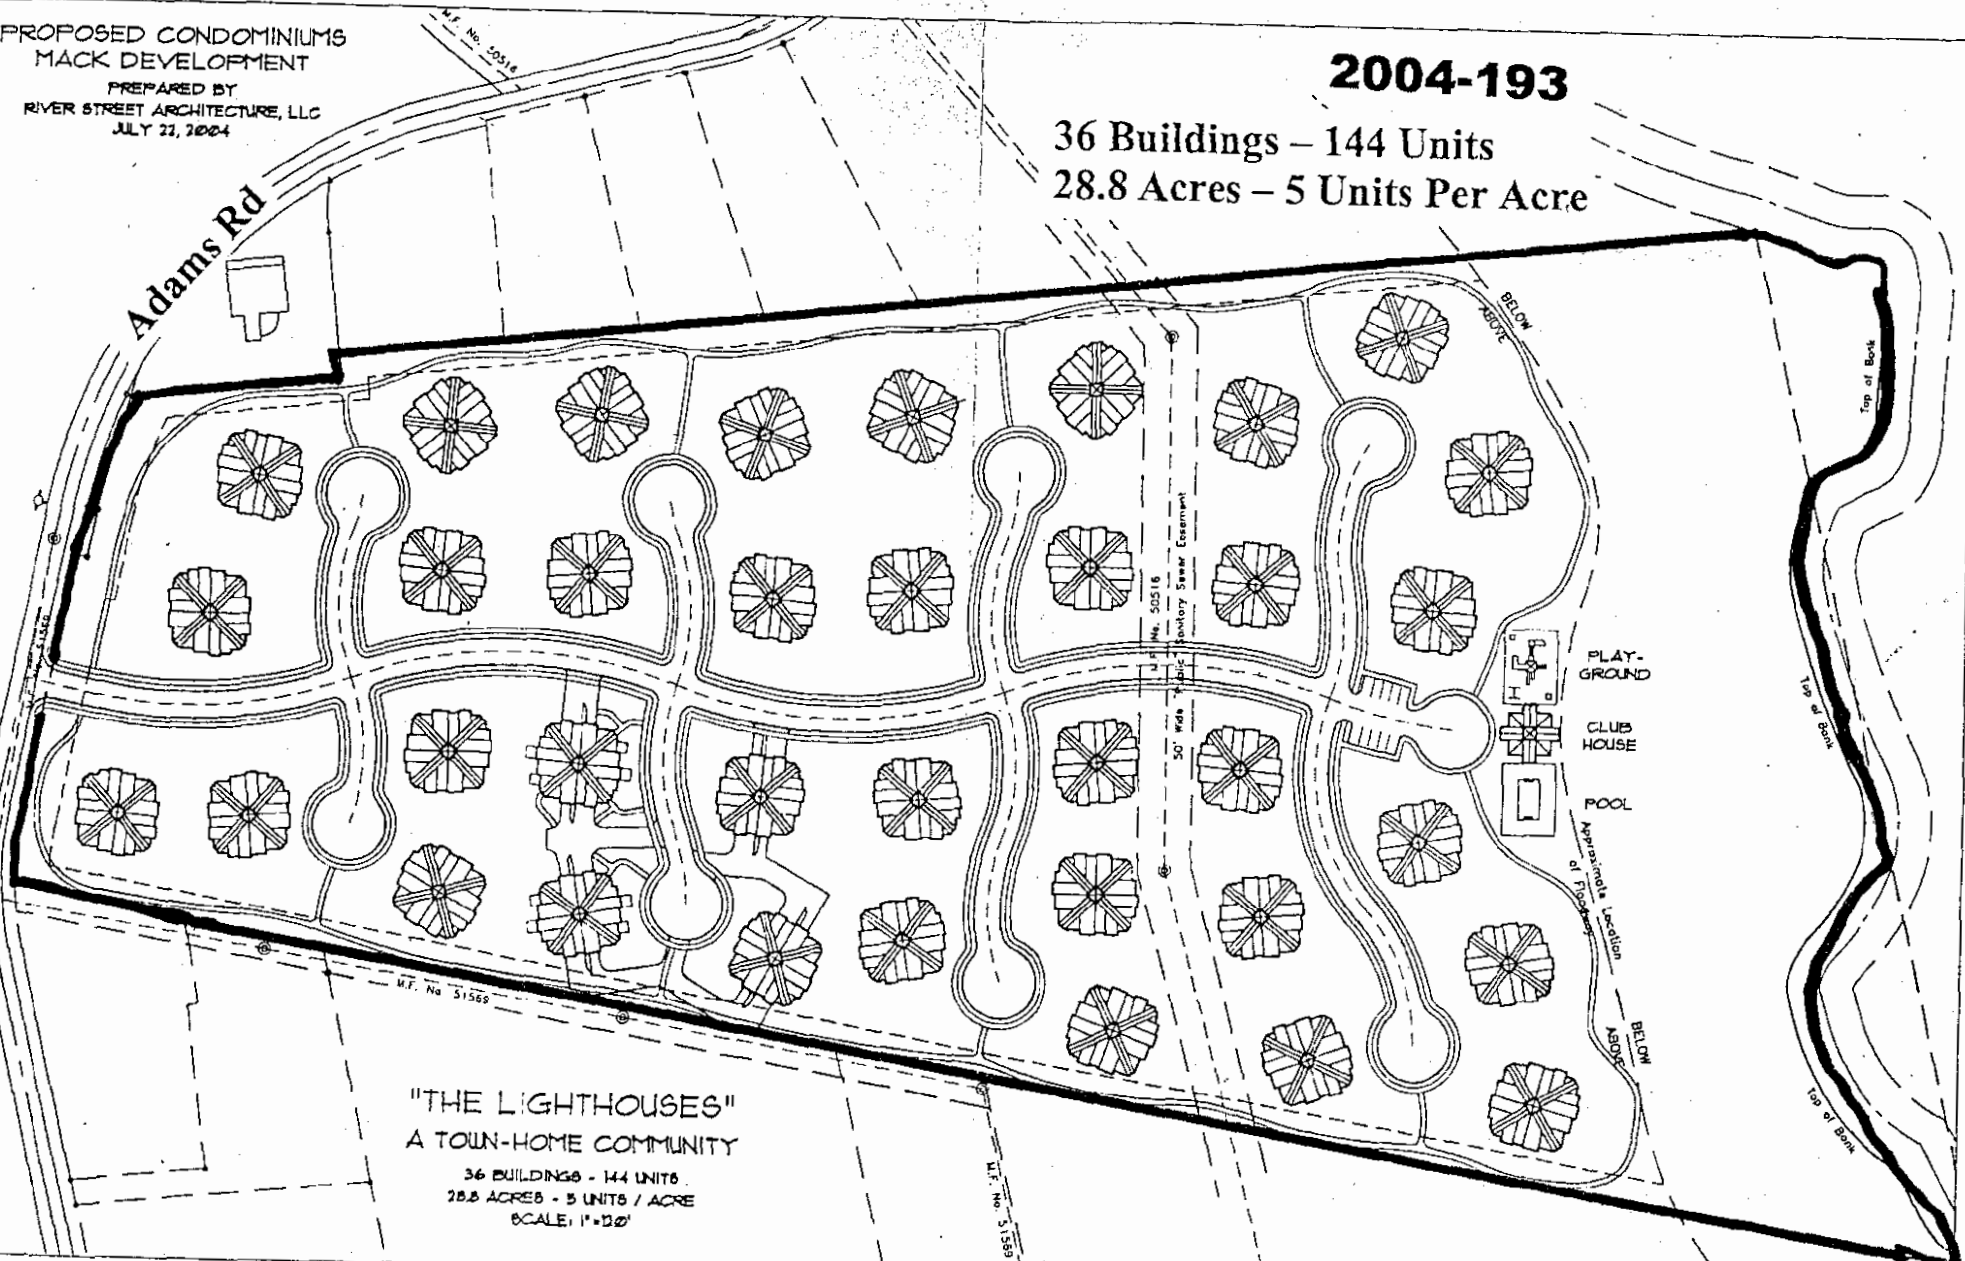 PROPOSED CONDOMINIUMS
MACK DEVELOPMENT
PREPARED BY
RIVER STREET ARCHITECTURE, LLC
JULY 22, 2004
M.F. No. 50516
2004-193
36 Buildings – 144 Units
28.8 Acres – 5 Units Per Acre
Adams Rd
BELOW
ABOVE
Top of Bank
M.F. No. 50516
50' Wide Public Sanitary Sewer Easement
51569
PLAY-
GROUND
CLUB
HOUSE
POOL
Top of Bank
Approximate Location
of Floodway
M.F. No 51569
BELOW
ABOVE
Top of Bank
"THE LIGHTHOUSES"
A TOWN-HOME COMMUNITY
36 BUILDINGS - 144 UNITS
28.8 ACRES - 5 UNITS / ACRE
SCALE: 1"=120'
M.F. No. 51569